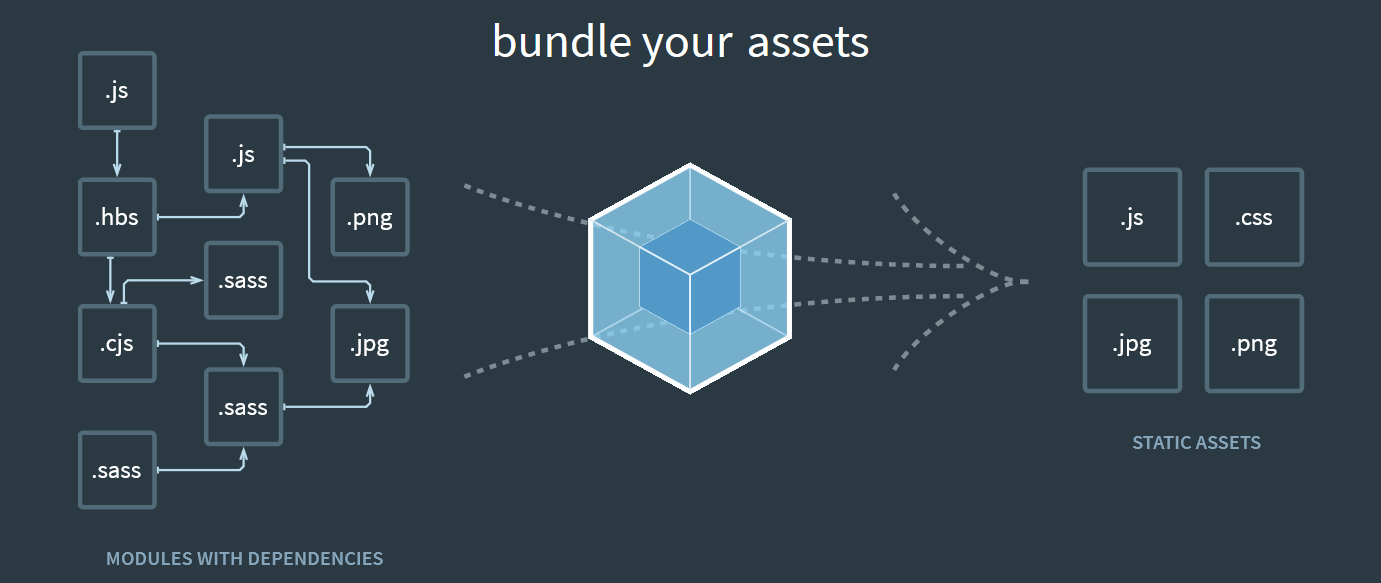 bundle your assets
.js
.js
.hbs
.png
.sass
.cjs
.jpg
.sass
.sass
MODULES WITH DEPENDENCIES
.js
.css
.jpg
.png
STATIC ASSETS